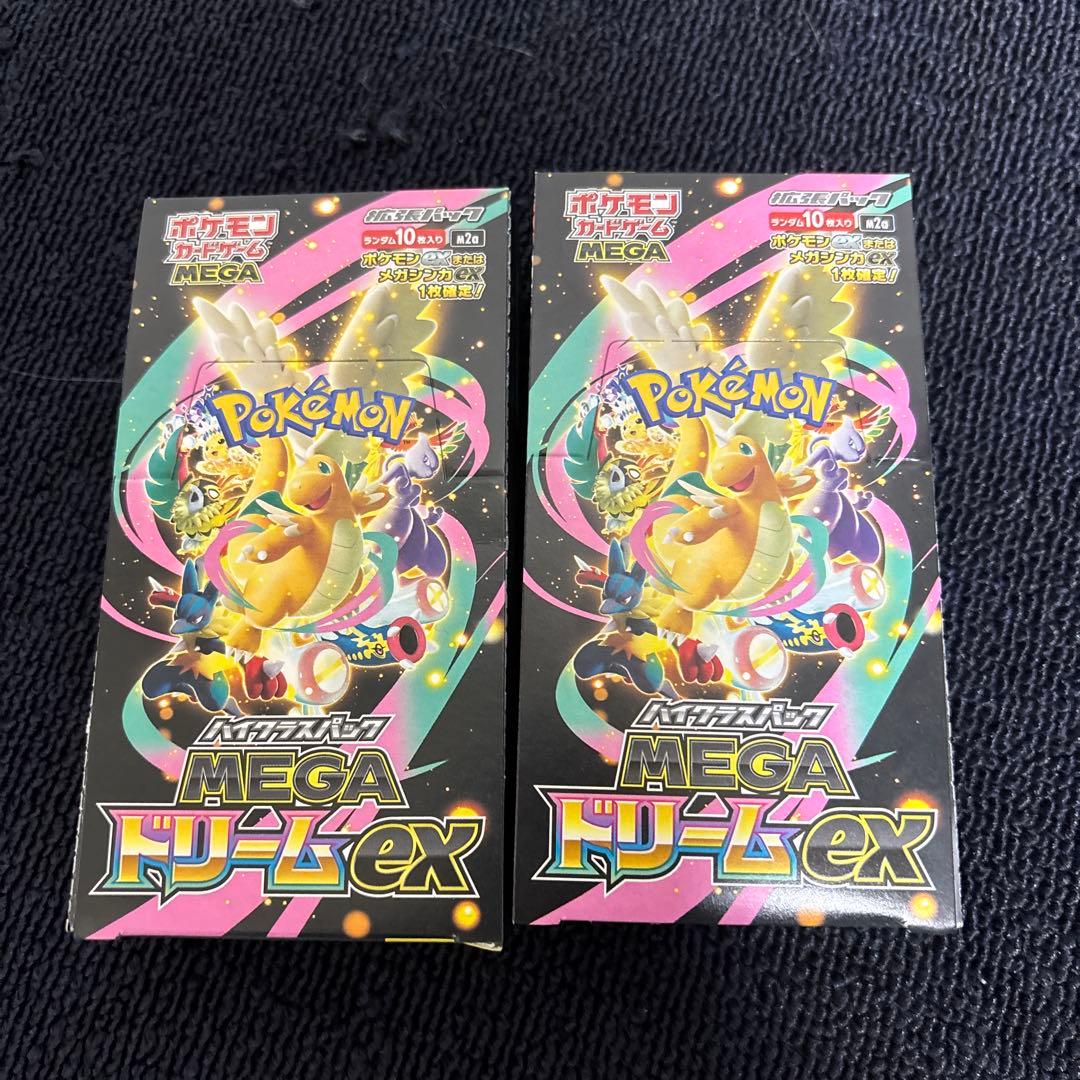 ポケモン
カードゲーム
MEGA
拡張パック
ランダム10枚入り M2a
ポケモンexまたは
メガシンカex
1枚確定!
POKéMON
ハイクラスパック
MEGA
ドリームex
ポケモン
カードゲーム
MEGA
拡張パック
ランダム10枚入り M2a
ポケモンexまたは
メガシンカex
1枚確定!
POKéMON
TM
ハイクラスパック
MEGA
ドリームex